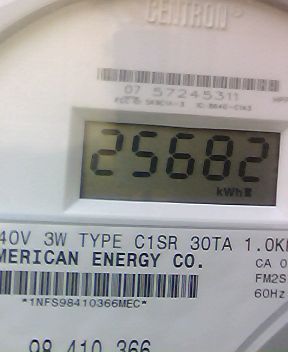 CENTRON®
07 57245311
25682
kWh
40V 3W TYPE C1SR 30TA 1.0K
MERICAN ENERGY CO.
CA 0
FM2S
60Hz
*1NFS98410366MEC*
98 410 366